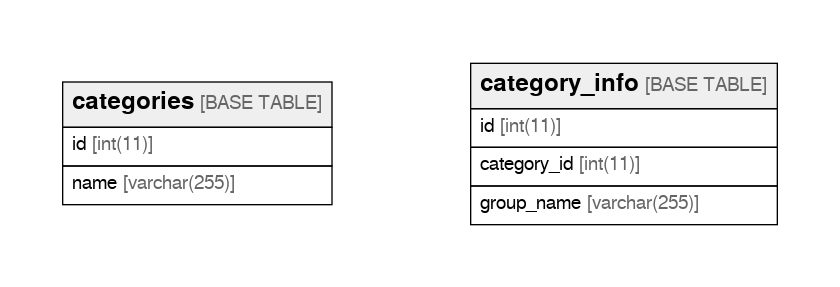 categories [BASE TABLE]
id [int(11)]
name [varchar(255)]
category_info [BASE TABLE]
id [int(11)]
category_id [int(11)]
group_name [varchar(255)]